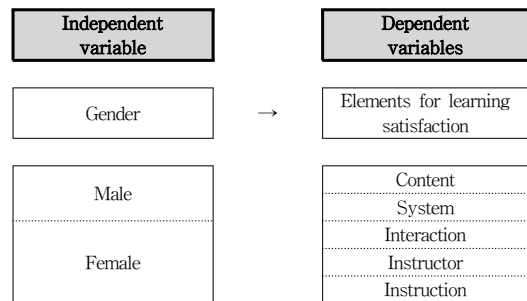 Independent
variable
Dependent
variables
Gender
→
Elements for learning
satisfaction
Male
Female
Content
System
Interaction
Instructor
Instruction